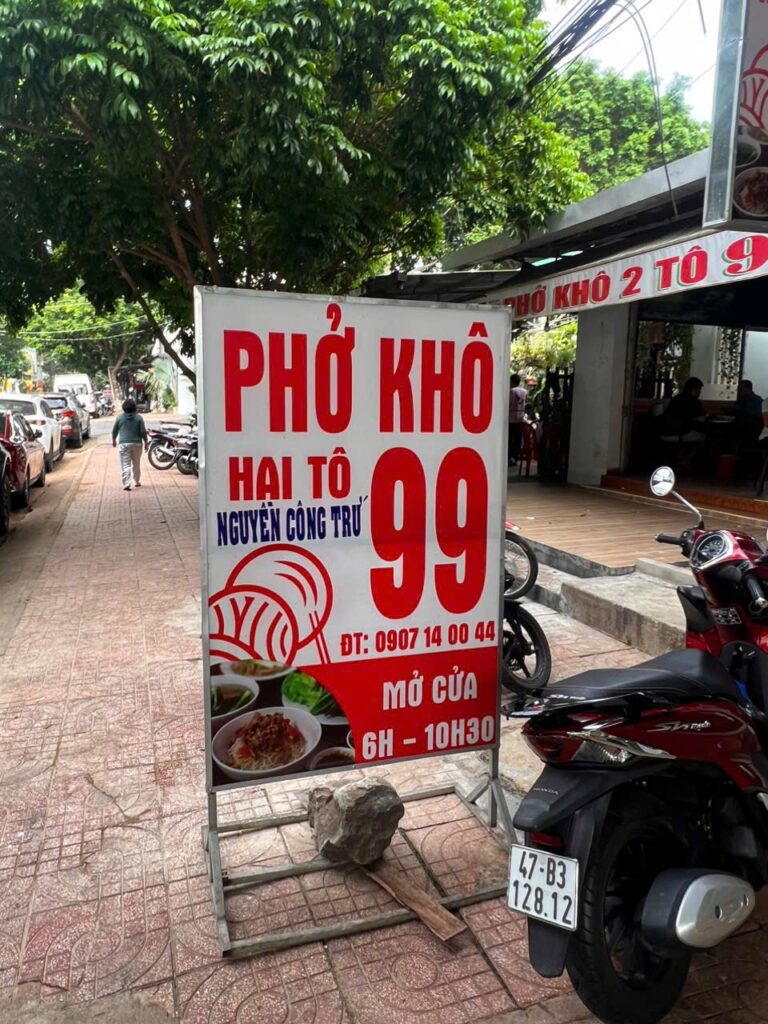 PHỞ KHÔ
HAI TÔ
NGUYỄN CÔNG TRỨ
99
ĐT: 0907 14 00 44
MỞ CỬA
6H - 10H30
PHỞ KHÔ 2 TÔ 9
HONDA
47-B3
128.12